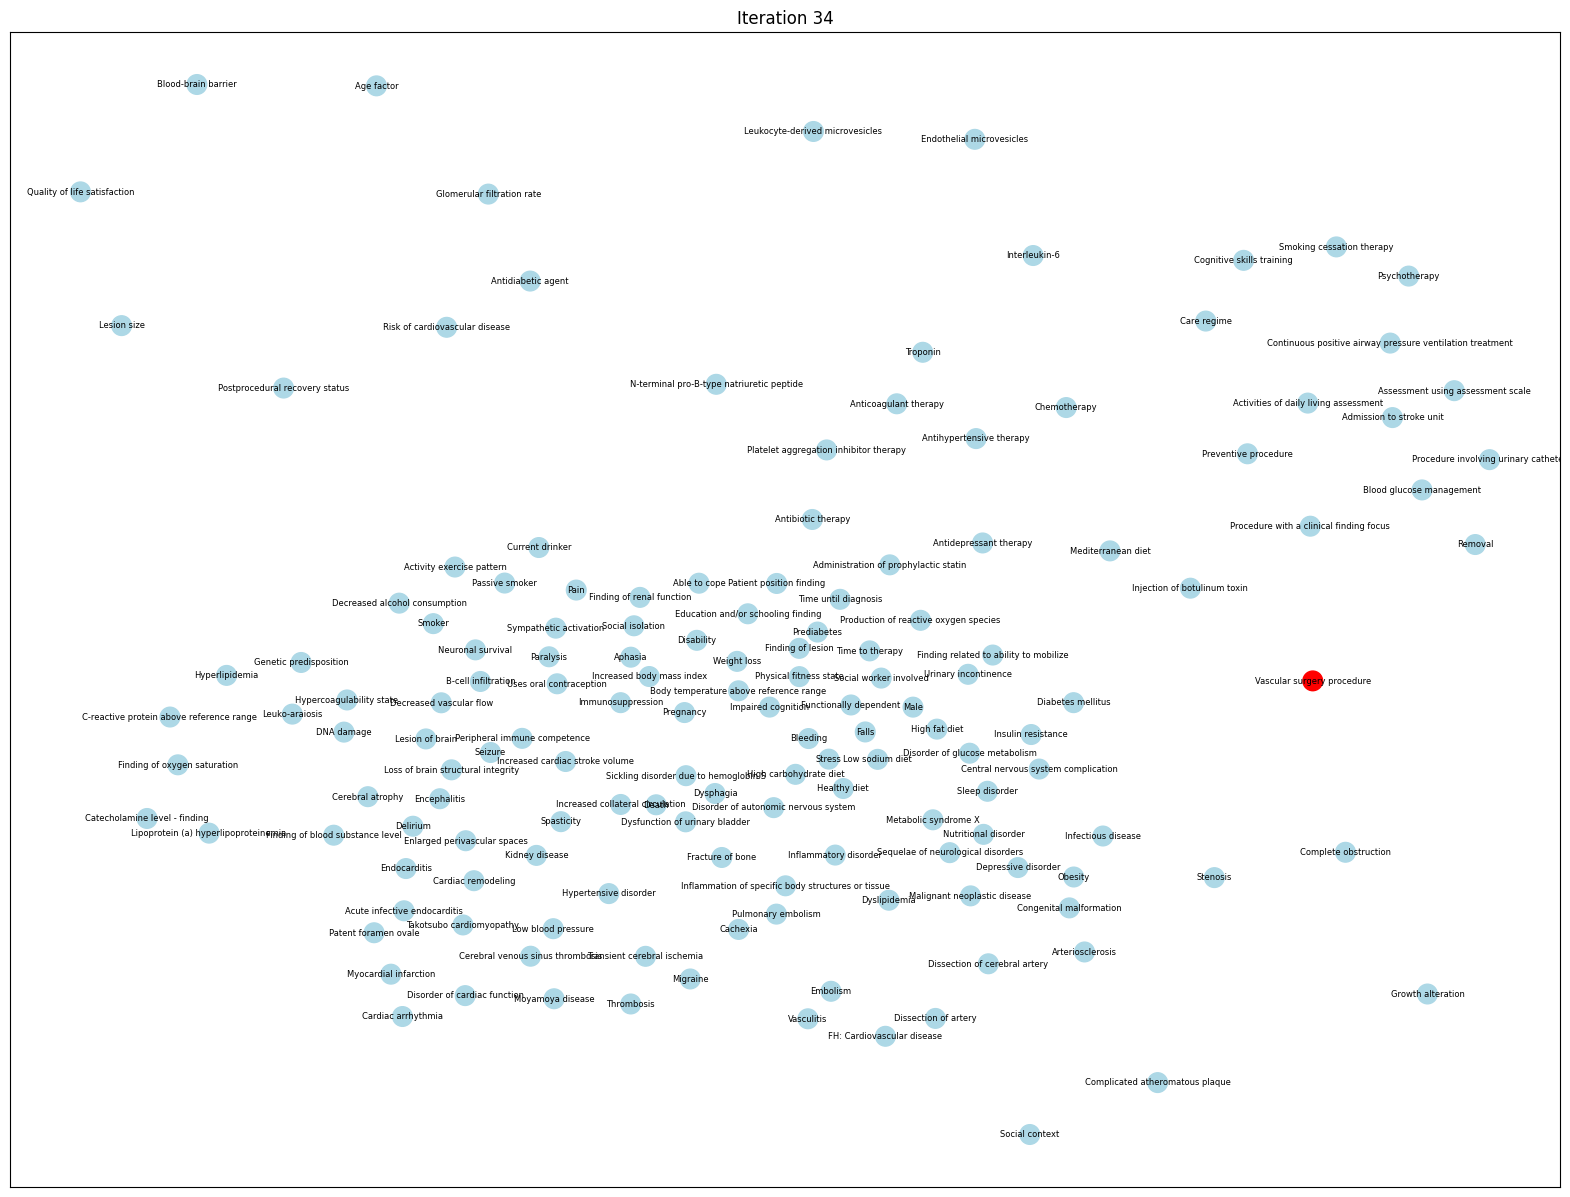 Iteration 34
Blood-brain barrier
Age factor
Leukocyte-derived microvesicles
Endothelial microvesicles
Quality of life satisfaction
Glomerular filtration rate
Smoking cessation therapy
Interleukin-6
Cognitive skills training
Psychotherapy
Antidiabetic agent
Care regime
Lesion size
Risk of cardiovascular disease
Continuous positive airway pressure ventilation treatment
Troponin
N-terminal pro-B-type natriuretic peptide
Postprocedural recovery status
Assessment using assessment scale
Anticoagulant therapy
Activities of daily living assessment
Chemotherapy
Admission to stroke unit
Antihypertensive therapy
Platelet aggregation inhibitor therapy
Preventive procedure
Procedure involving urinary cathete
Blood glucose management
Antibiotic therapy
Procedure with a clinical finding focus
Antidepressant therapy
Removal
Current drinker
Mediterranean diet
Administration of prophylactic statin
Activity exercise pattern
Passive smoker
Able to cope
Patient position finding
Injection of botulinum toxin
Pain
Finding of renal function
Time until diagnosis
Decreased alcohol consumption
Education and/or schooling finding
Production of reactive oxygen species
Smoker
Sympathetic activation
Social isolation
Prediabetes
Disability
Finding of lesion
Neuronal survival
Time to therapy
Finding related to ability to mobilize
Paralysis
Aphasia
Weight loss
Genetic predisposition
Hyperlipidemia
Increased body mass index
Physical fitness state
Social worker involved
Urinary incontinence
B-cell infiltration
Uses oral contraception
Vascular surgery procedure
Body temperature above reference range
Hypercoagulability state
Decreased vascular flow
Immunosuppression
Diabetes mellitus
Functionally dependent
Impaired cognition
Male
Pregnancy
Leuko-araiosis
C-reactive protein above reference range
High fat diet
DNA damage
Falls
Insulin resistance
Lesion of brain
Peripheral immune competence
Bleeding
Seizure
Disorder of glucose metabolism
Increased cardiac stroke volume
Stress
Low sodium diet
Finding of oxygen saturation
Loss of brain structural integrity
Central nervous system complication
High carbohydrate diet
Sickling disorder due to hemoglobin S
Healthy diet
Sleep disorder
Dysphagia
Cerebral atrophy
Encephalitis
Increased collateral circulation
Death
Disorder of autonomic nervous system
Catecholamine level - finding
Metabolic syndrome X
Spasticity
Dysfunction of urinary bladder
Delirium
Lipoprotein (a) hyperlipoproteinemia
Finding of blood substance level
Nutritional disorder
Infectious disease
Enlarged perivascular spaces
Sequelae of neurological disorders
Complete obstruction
Kidney disease
Inflammatory disorder
Fracture of bone
Depressive disorder
Endocarditis
Obesity
Stenosis
Cardiac remodeling
Inflammation of specific body structures or tissue
Hypertensive disorder
Malignant neoplastic disease
Dyslipidemia
Congenital malformation
Acute infective endocarditis
Pulmonary embolism
Takotsubo cardiomyopathy
Low blood pressure
Cachexia
Patent foramen ovale
Arteriosclerosis
Cerebral venous sinus thrombosis
Transient cerebral ischemia
Dissection of cerebral artery
Myocardial infarction
Migraine
Embolism
Growth alteration
Disorder of cardiac function
Moyamoya disease
Thrombosis
Cardiac arrhythmia
Vasculitis
Dissection of artery
FH: Cardiovascular disease
Complicated atheromatous plaque
Social context